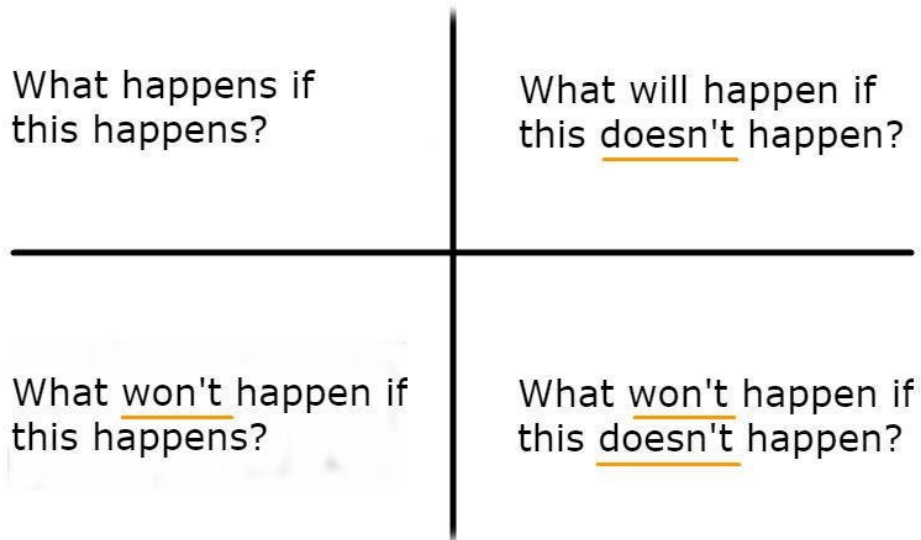 What happens if
this happens?
What will happen if
this doesn't happen?
What won't happen if
this happens?
What won't happen if
this doesn't happen?